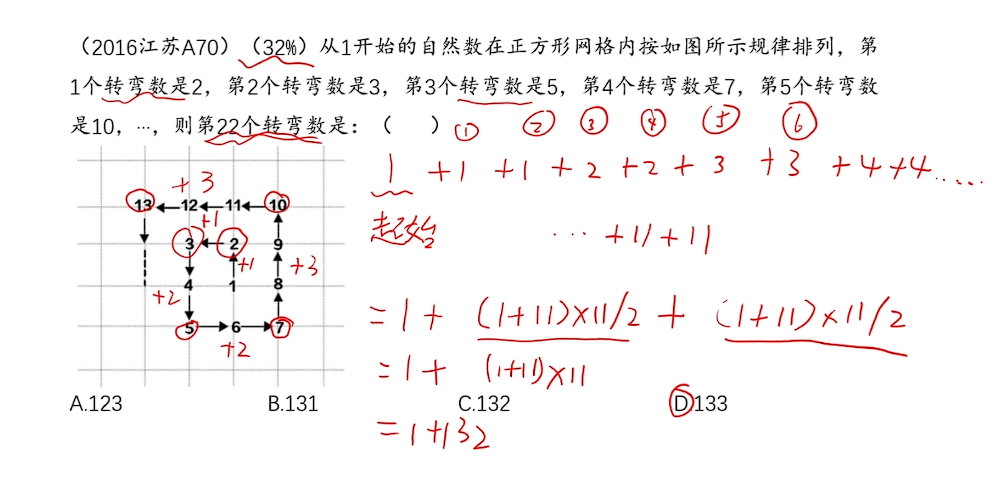 （2016江苏A70）（32%）从1开始的自然数在正方形网格内按如图所示规律排列，第
1个转弯数是2，第2个转弯数是3，第3个转弯数是5，第4个转弯数是7，第5个转弯数
是10，…，则第22个转弯数是：（ ）
① ② ③ ④ ⑤ ⑥
1 +1 +1 +2 +2 +3 +3 +4+4……
起始
… +11+11
+3
13 12 11 10
+1
3 2 9
+1
+3
4 1 8
+2
5 6 7
+2
=1+ (1+11)×11/2 + (1+11)×11/2
=1+ (1+11)×11
A.123 B.131 C.132 D.133
=1+132